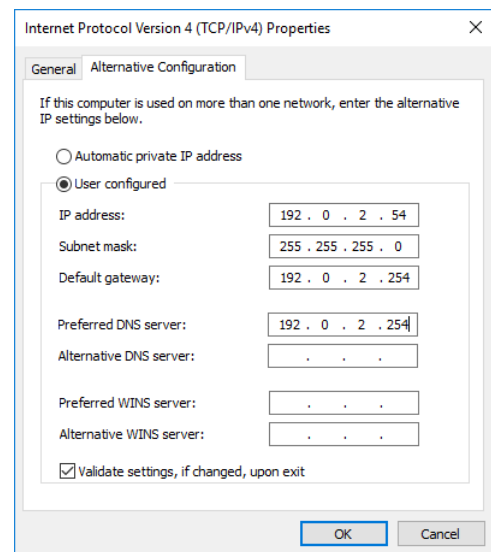 Internet Protocol Version 4 (TCP/IPv4) Properties
General Alternative Configuration
If this computer is used on more than one network, enter the alternative
IP settings below.
Automatic private IP address
User configured
IP address: 192 . 0 . 2 . 54
Subnet mask: 255 . 255 . 255 . 0
Default gateway: 192 . 0 . 2 . 254
Preferred DNS server: 192 . 0 . 2 . 254
Alternative DNS server: . . .
Preferred WINS server: . . .
Alternative WINS server: . . .
Validate settings, if changed, upon exit
OK Cancel